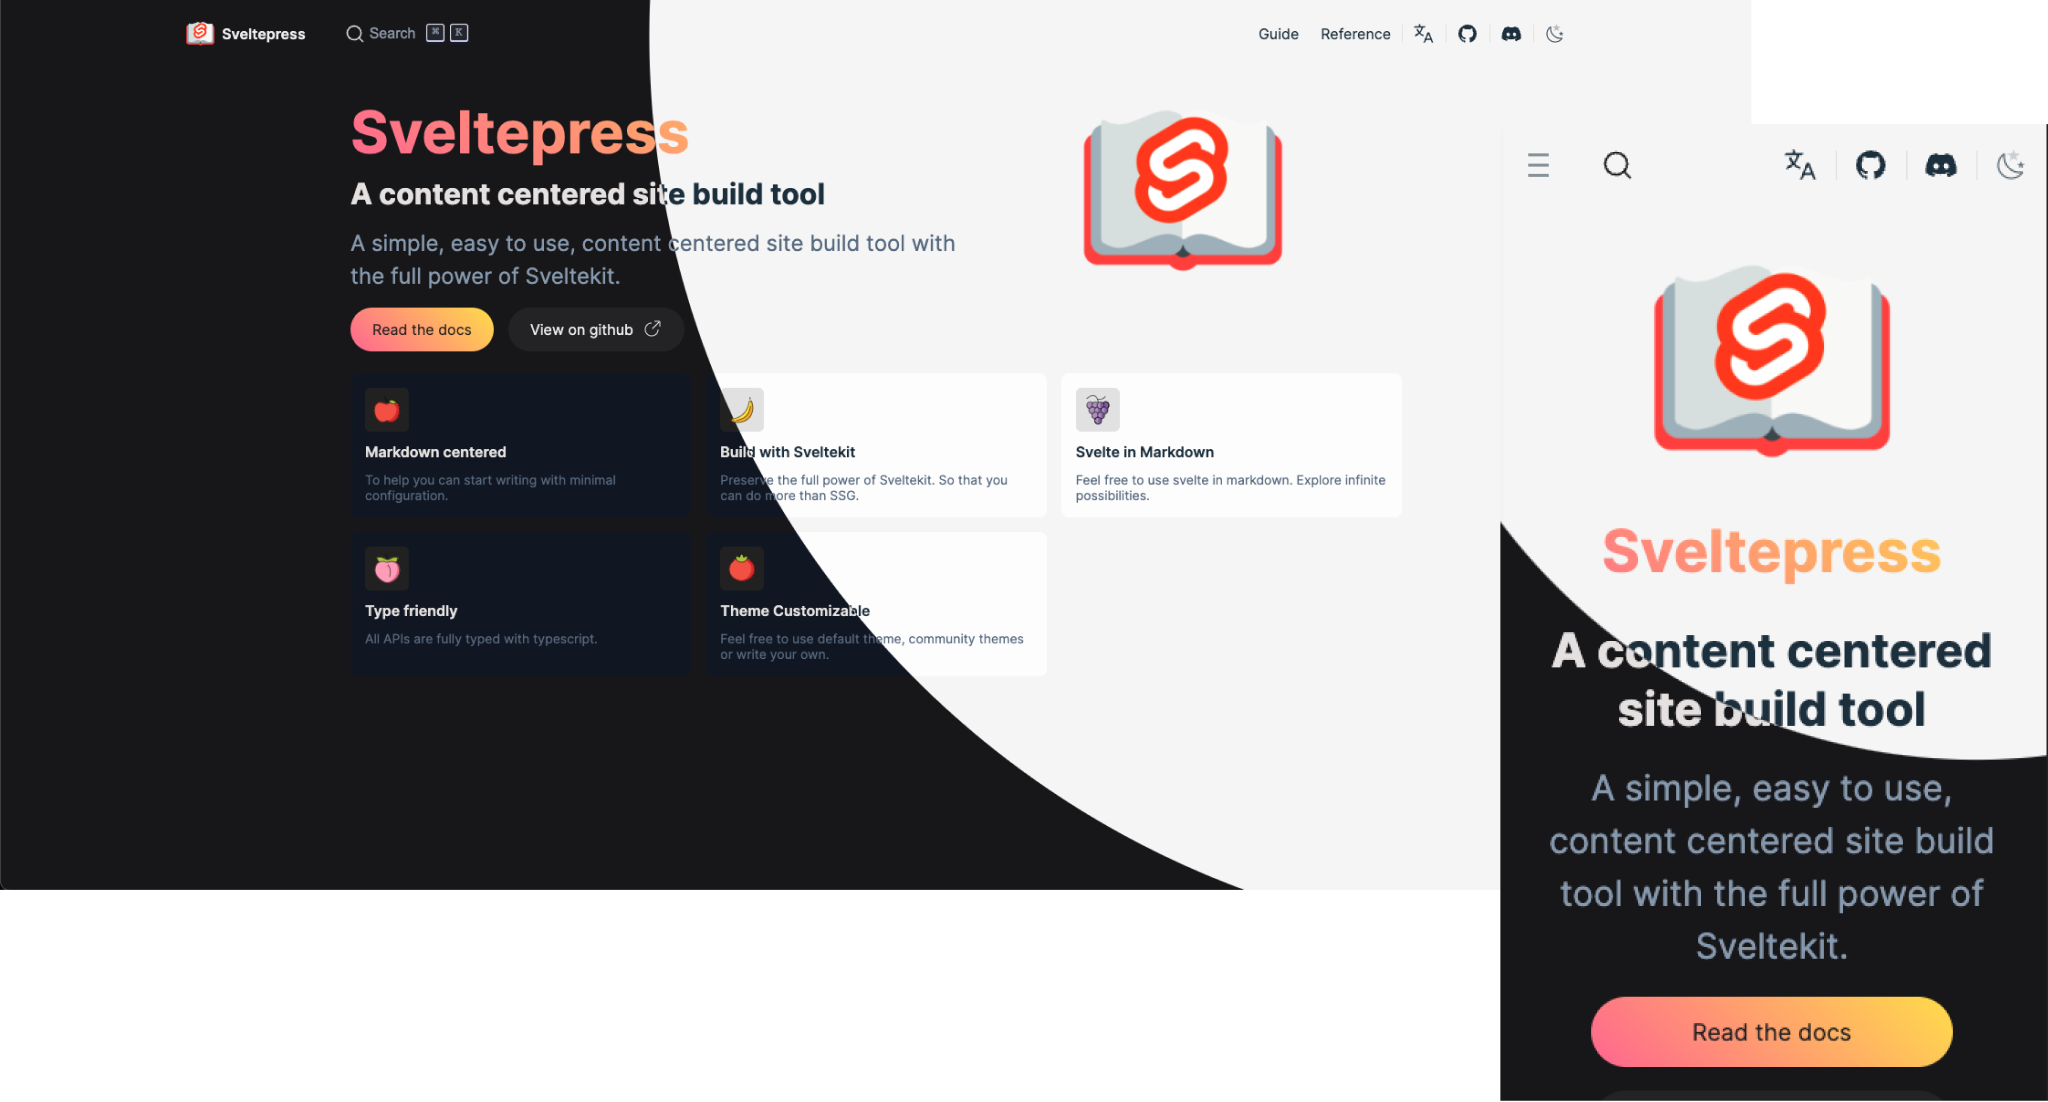 Sveltepress
Search ⌘ K
Guide Reference
Sveltepress
A content centered site build tool
A simple, easy to use, content centered site build tool with
the full power of Sveltekit.
Read the docs
View on github
Markdown centered
To help you can start writing with minimal
configuration.
Build with Sveltekit
Preserve the full power of Sveltekit. So that you
can do more than SSG.
Svelte in Markdown
Feel free to use svelte in markdown. Explore infinite
possibilities.
Type friendly
All APIs are fully typed with typescript.
Theme Customizable
Feel free to use default theme, community themes
or write your own.
Sveltepress
A content centered
site build tool
A simple, easy to use,
content centered site build
tool with the full power of
Sveltekit.
Read the docs